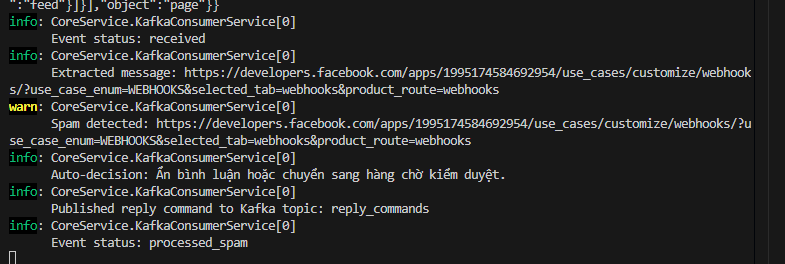 ":"feed"}]}],"object":"page"}}
info: CoreService.KafkaConsumerService[0]
      Event status: received
info: CoreService.KafkaConsumerService[0]
      Extracted message: https://developers.facebook.com/apps/1995174584692954/use_cases/customize/webhook
s/?use_case_enum=WEBHOOKS&selected_tab=webhooks&product_route=webhooks
warn: CoreService.KafkaConsumerService[0]
      Spam detected: https://developers.facebook.com/apps/1995174584692954/use_cases/customize/webhooks/?u
se_case_enum=WEBHOOKS&selected_tab=webhooks&product_route=webhooks
info: CoreService.KafkaConsumerService[0]
      Auto-decision: Ẩn bình luận hoặc chuyển sang hàng chờ kiểm duyệt.
info: CoreService.KafkaConsumerService[0]
      Published reply command to Kafka topic: reply_commands
info: CoreService.KafkaConsumerService[0]
      Event status: processed_spam